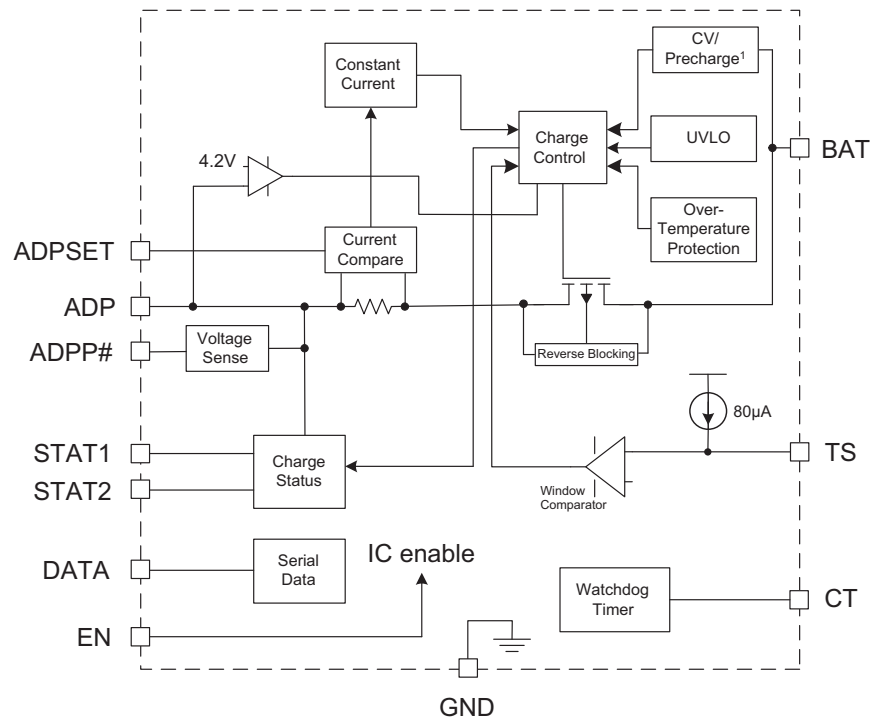 Constant
Current
CV/
Precharge¹
Charge
Control
UVLO
BAT
4.2V
Over-
Temperature
Protection
ADPSET
Current
Compare
ADP
ADPP#
Voltage
Sense
Reverse Blocking
80µA
STAT1
STAT2
Charge
Status
TS
Window
Comparator
DATA
Serial
Data
IC enable
Watchdog
Timer
CT
EN
GND